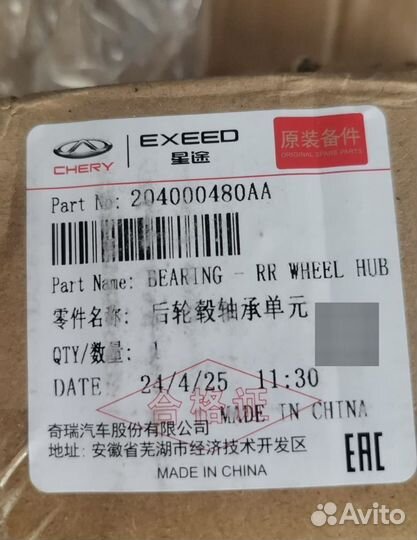 EXEED
星途
CHERY
原装备件
ORIGINAL SPARE PARTS
Part No: 204000480AA
Part Name: BEARING - RR WHEEL HUB
零件名称: 后轮毂轴承单元
QTY/数量: 1
DATE 24/4/25 11:30
合格证
MADE IN CHINA
奇瑞汽车股份有限公司
地址: 安徽省芜湖市经济技术开发区
MADE IN CHINA
EAC
Avito